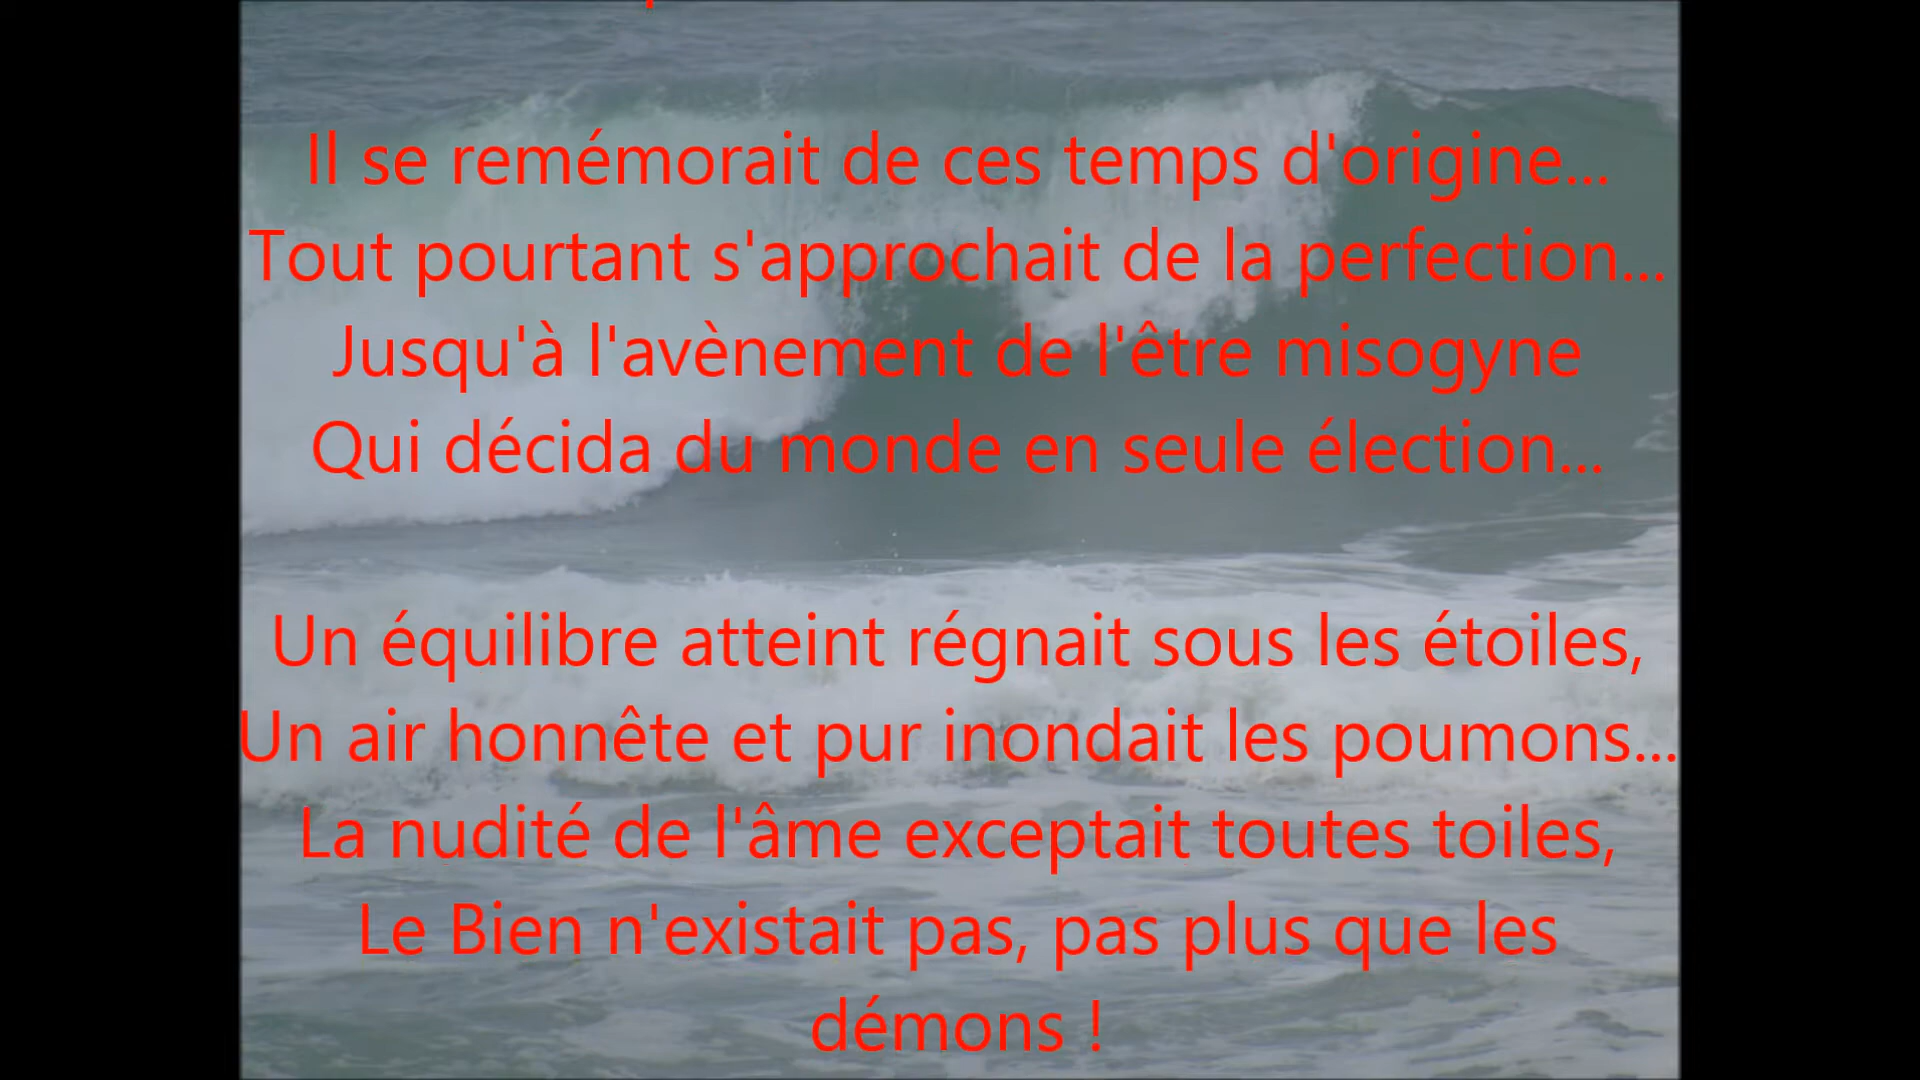 Il se remémorait de ces temps d'origine...
Tout pourtant s'approchait de la perfection...
Jusqu'à l'avènement de l'être misogyne
Qui décida du monde en seule élection...
Un équilibre atteint régnait sous les étoiles,
Un air honnête et pur inondait les poumons...
La nudité de l'âme exceptait toutes toiles,
Le Bien n'existait pas, pas plus que les
démons !